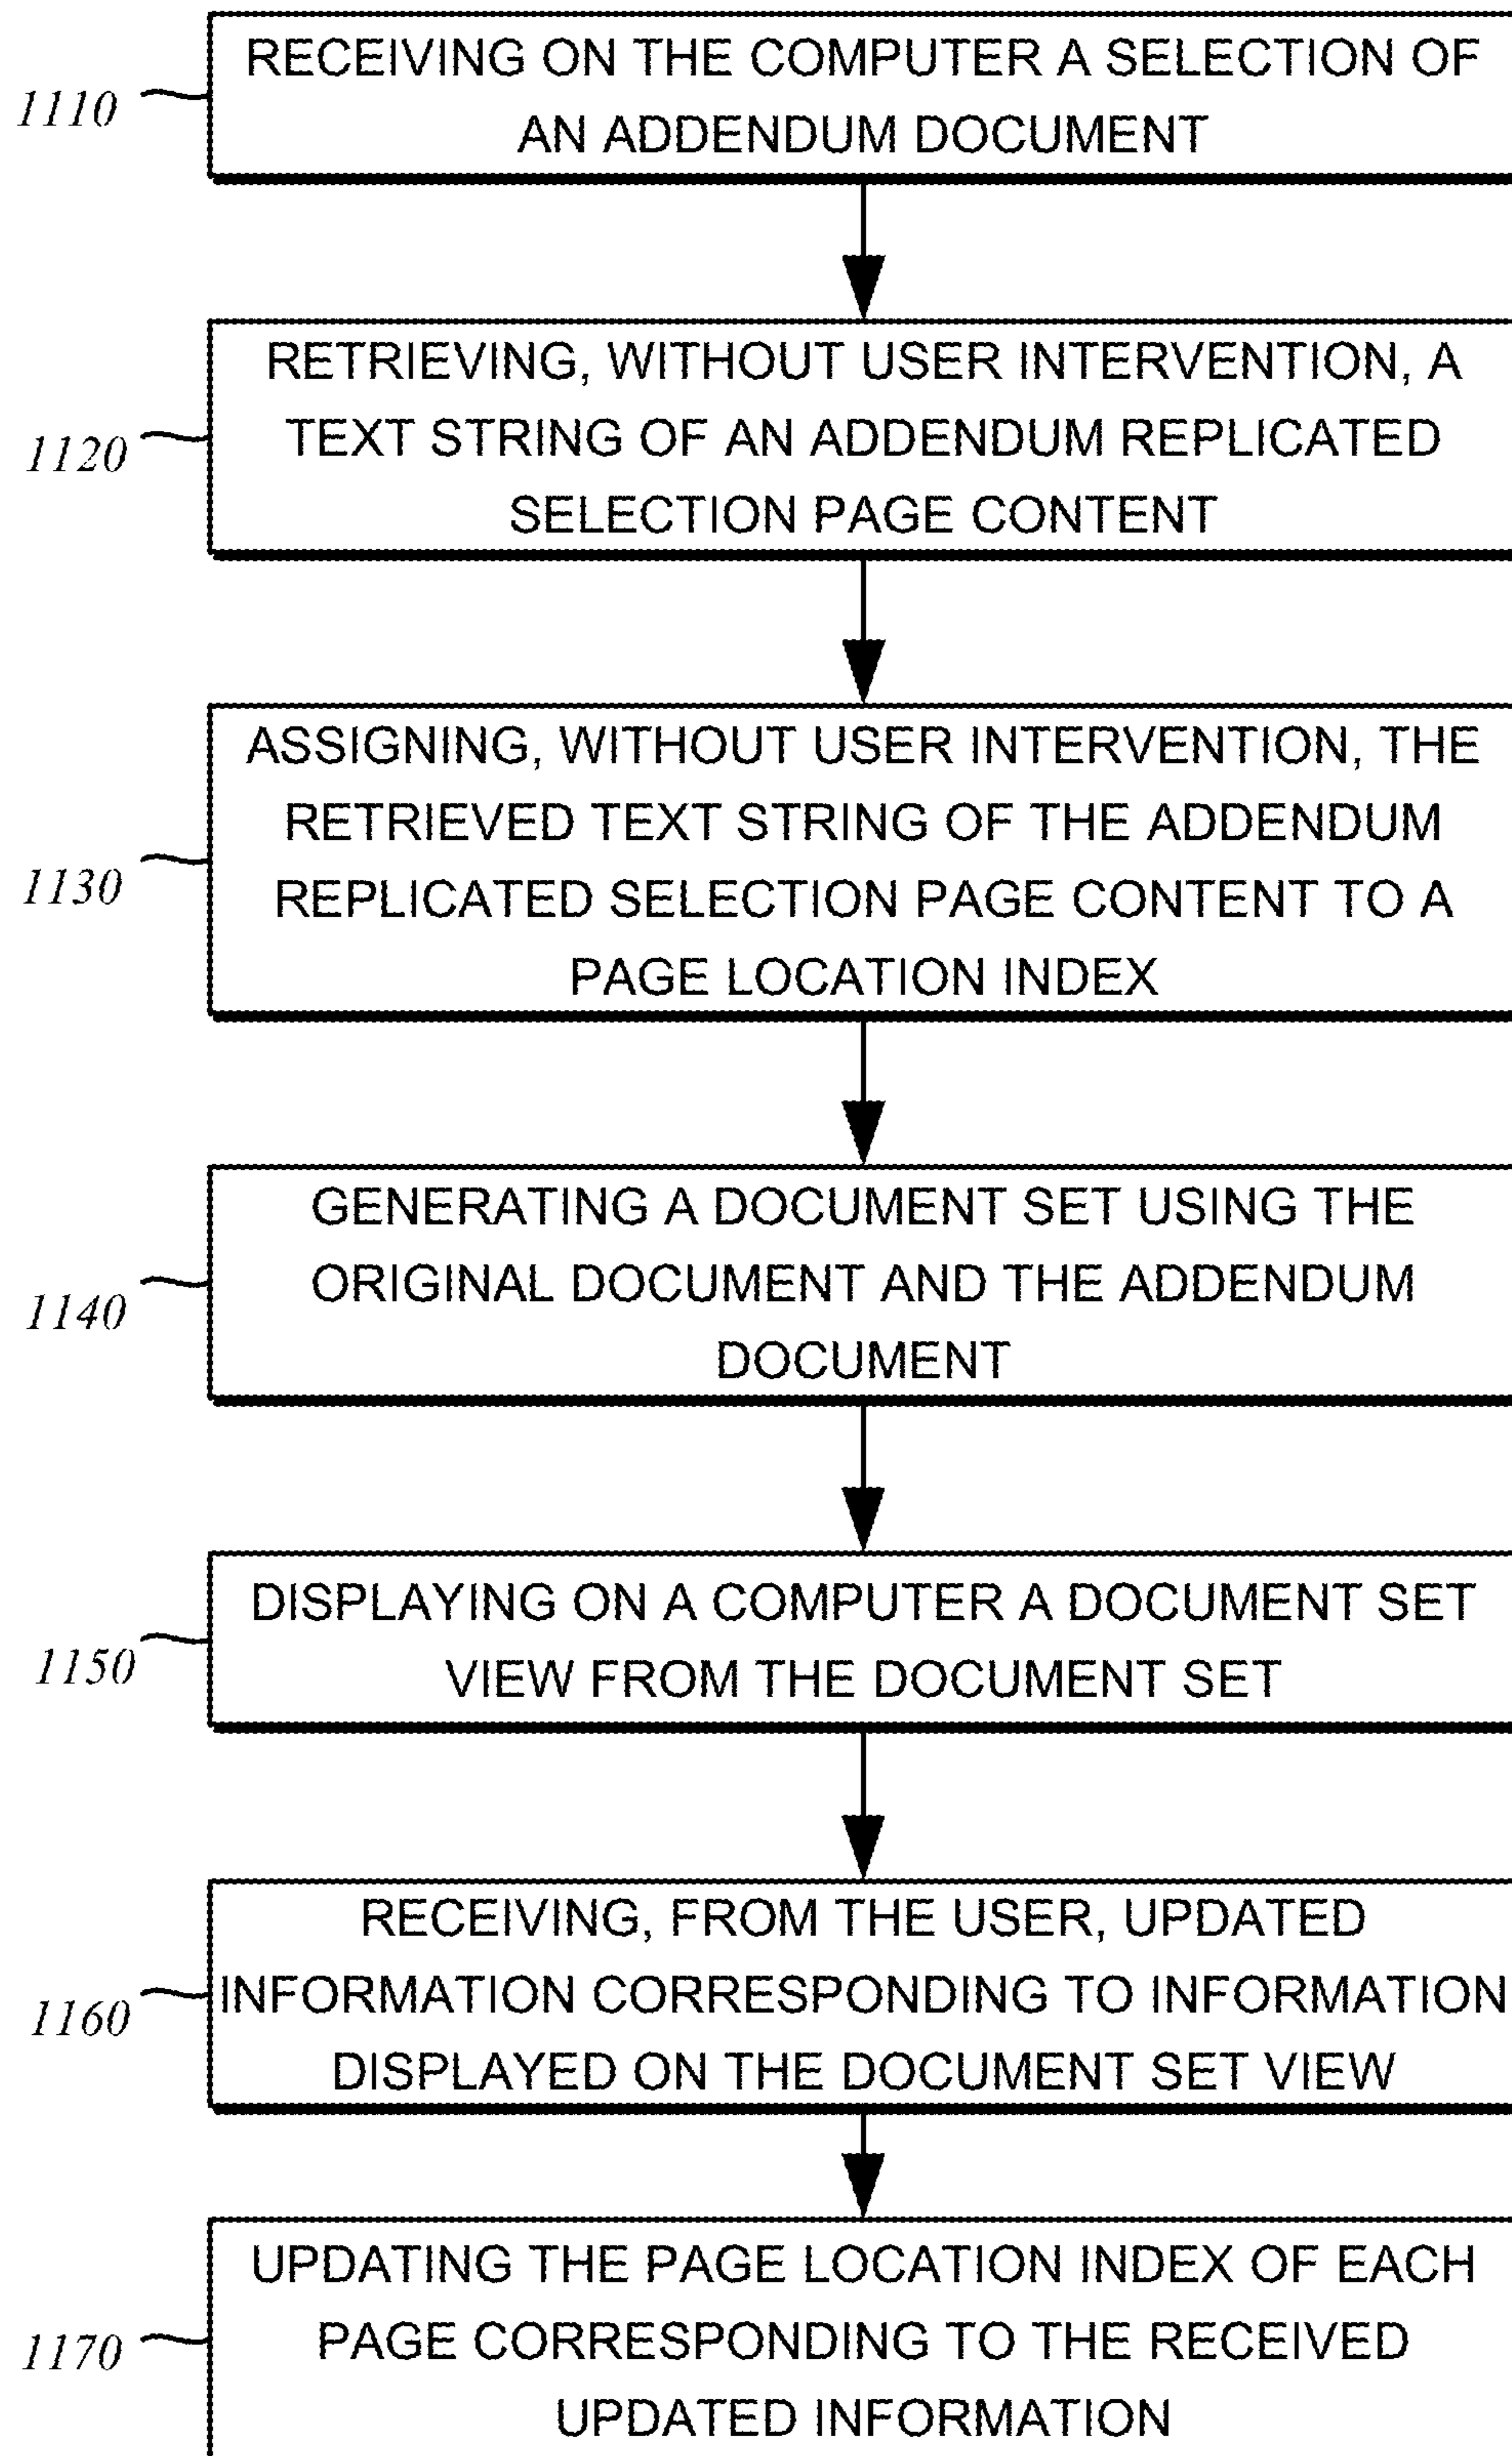 RECEIVING ON THE COMPUTER A SELECTION OF
1110
AN ADDENDUM DOCUMENT
RETRIEVING, WITHOUT USER INTERVENTION, A
1120
TEXT STRING OF AN ADDENDUM REPLICATED
SELECTION PAGE CONTENT
ASSIGNING, WITHOUT USER INTERVENTION, THE
RETRIEVED TEXT STRING OF THE ADDENDUM
1130
REPLICATED SELECTION PAGE CONTENT TO A
PAGE LOCATION INDEX
GENERATING A DOCUMENT SET USING THE
1140
ORIGINAL DOCUMENT AND THE ADDENDUM
DOCUMENT
DISPLAYING ON A COMPUTER A DOCUMENT SET
1150
VIEW FROM THE DOCUMENT SET
RECEIVING, FROM THE USER, UPDATED
1160
INFORMATION CORRESPONDING TO INFORMATION
DISPLAYED ON THE DOCUMENT SET VIEW
UPDATING THE PAGE LOCATION INDEX OF EACH
1170
PAGE CORRESPONDING TO THE RECEIVED
UPDATED INFORMATION